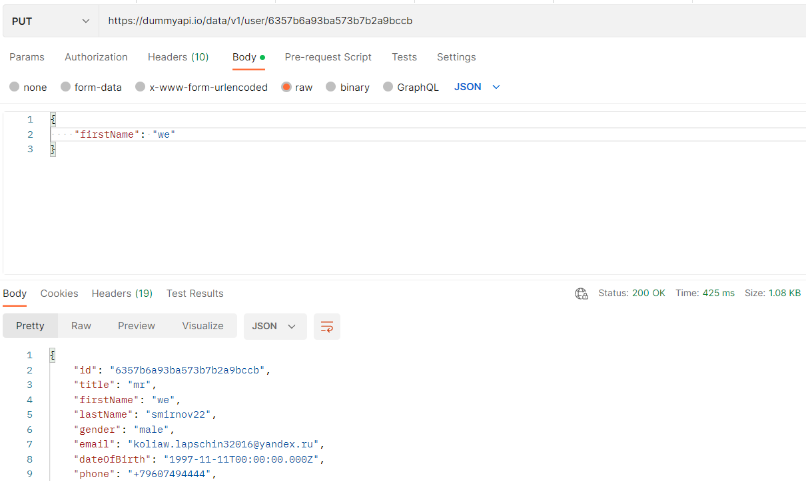 PUT https://dummyapi.io/data/v1/user/6357b6a93ba573b7b2a9bccb
Params Authorization Headers (10) Body Pre-request Script Tests Settings
none form-data x-www-form-urlencoded raw binary GraphQL JSON
1 {
2 "firstName": "we"
3 }
Body Cookies Headers (19) Test Results Status: 200 OK Time: 425 ms Size: 1.08 KB
Pretty Raw Preview Visualize JSON
1 {
2 "id": "6357b6a93ba573b7b2a9bccb",
3 "title": "mr",
4 "firstName": "we",
5 "lastName": "smirnov22",
6 "gender": "male",
7 "email": "koliaw.lapschin32016@yandex.ru",
8 "dateOfBirth": "1997-11-11T00:00:00.000Z",
9 "phone": "+79607494444",